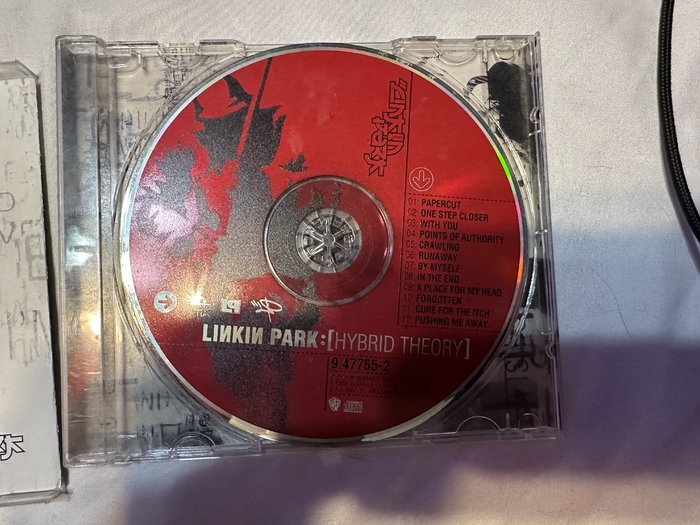 LINKIN
PARK
01. PAPERCUT
02. ONE STEP CLOSER
03. WITH YOU
04. POINTS OF AUTHORITY
05. CRAWLING
06. RUNAWAY
07. BY MYSELF
08. IN THE END
09. A PLACE FOR MY HEAD
10. FORGOTTEN
11. CURE FOR THE ITCH
12. PUSHING ME AWAY
LIИKIИ PARK:[HYBRID THEORY]
9 47755-2